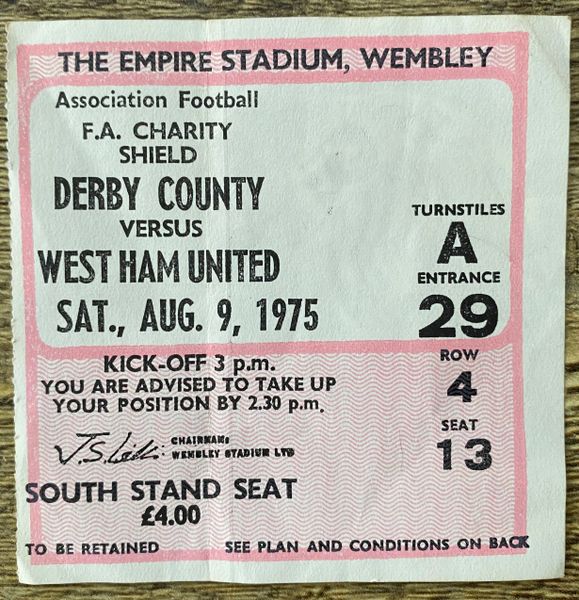 THE EMPIRE STADIUM, WEMBLEY
Association Football
F.A. CHARITY
SHIELD
DERBY COUNTY
VERSUS
WEST HAM UNITED
SAT., AUG. 9, 1975
TURNSTILES
A
ENTRANCE
29
ROW
4
SEAT
13
KICK-OFF 3 p.m.
YOU ARE ADVISED TO TAKE UP
YOUR POSITION BY 2.30 p.m.
CHAIRMAN:
WEMBLEY STADIUM LTD
SOUTH STAND SEAT
£4.00
TO BE RETAINED SEE PLAN AND CONDITIONS ON BACK